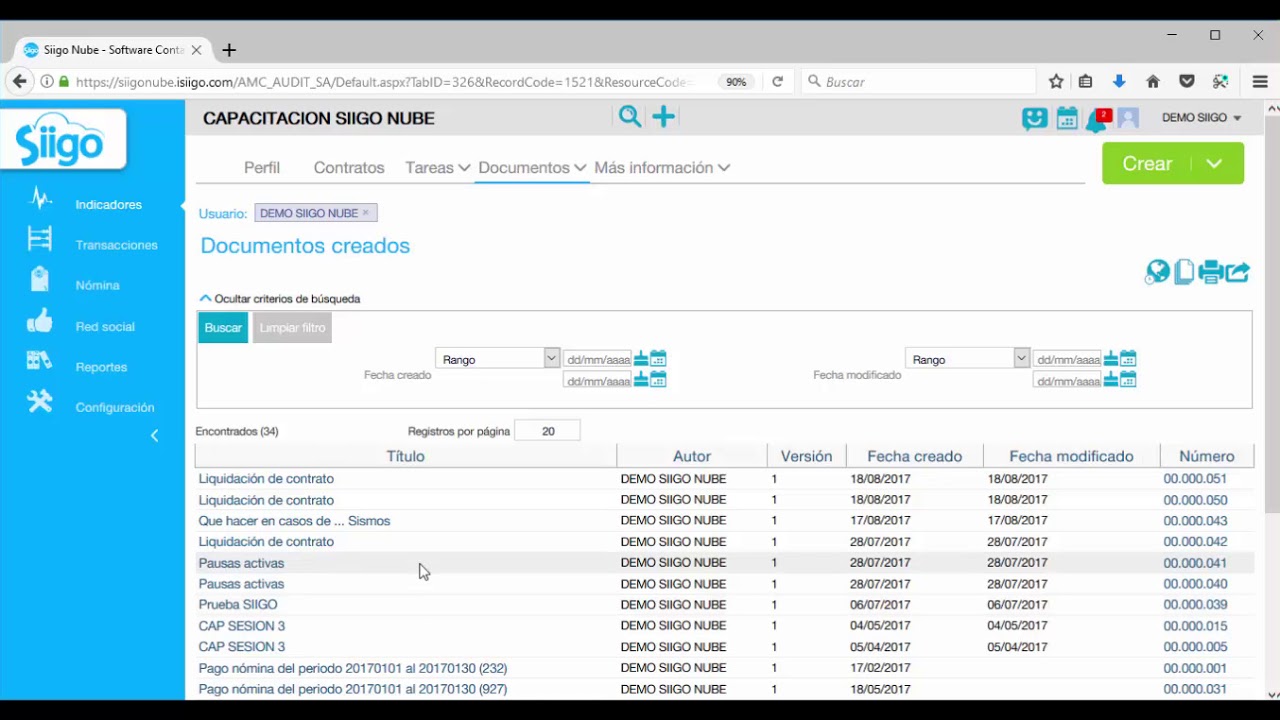 Siigo Nube - Software Conta
https://siigonube.isiigo.com/AMC_AUDIT_SA/Default.aspx?TabID=326&RecordCode=1521&ResourceCode=
90%
Buscar
Siigo
CAPACITACION SIIGO NUBE
2
DEMO SIIGO
Perfil
Contratos
Tareas
Documentos
Más información
Crear
Indicadores
Transacciones
Nómina
Red social
Reportes
Configuración
Usuario: DEMO SIIGO NUBE ×
Documentos creados
Ocultar criterios de búsqueda
Buscar
Limpiar filtro
Fecha creado Rango dd/mm/aaaa
dd/mm/aaaa
Fecha modificado Rango dd/mm/aaaa
dd/mm/aaaa
Encontrados (34) Registros por página 20
Título Autor Versión Fecha creado Fecha modificado Número
Liquidación de contrato DEMO SIIGO NUBE 1 18/08/2017 18/08/2017 00.000.051
Liquidación de contrato DEMO SIIGO NUBE 1 18/08/2017 18/08/2017 00.000.050
Que hacer en casos de ... Sismos DEMO SIIGO NUBE 1 17/08/2017 17/08/2017 00.000.043
Liquidación de contrato DEMO SIIGO NUBE 1 28/07/2017 28/07/2017 00.000.042
Pausas activas DEMO SIIGO NUBE 1 28/07/2017 28/07/2017 00.000.041
Pausas activas DEMO SIIGO NUBE 1 28/07/2017 28/07/2017 00.000.040
Prueba SIIGO DEMO SIIGO NUBE 1 06/07/2017 06/07/2017 00.000.039
CAP SESION 3 DEMO SIIGO NUBE 1 04/05/2017 04/05/2017 00.000.015
CAP SESION 3 DEMO SIIGO NUBE 1 05/04/2017 05/04/2017 00.000.005
Pago nómina del periodo 20170101 al 20170130 (232) DEMO SIIGO NUBE 1 17/02/2017 00.000.001
Pago nómina del periodo 20170101 al 20170130 (927) DEMO SIIGO NUBE 1 18/05/2017 00.000.031